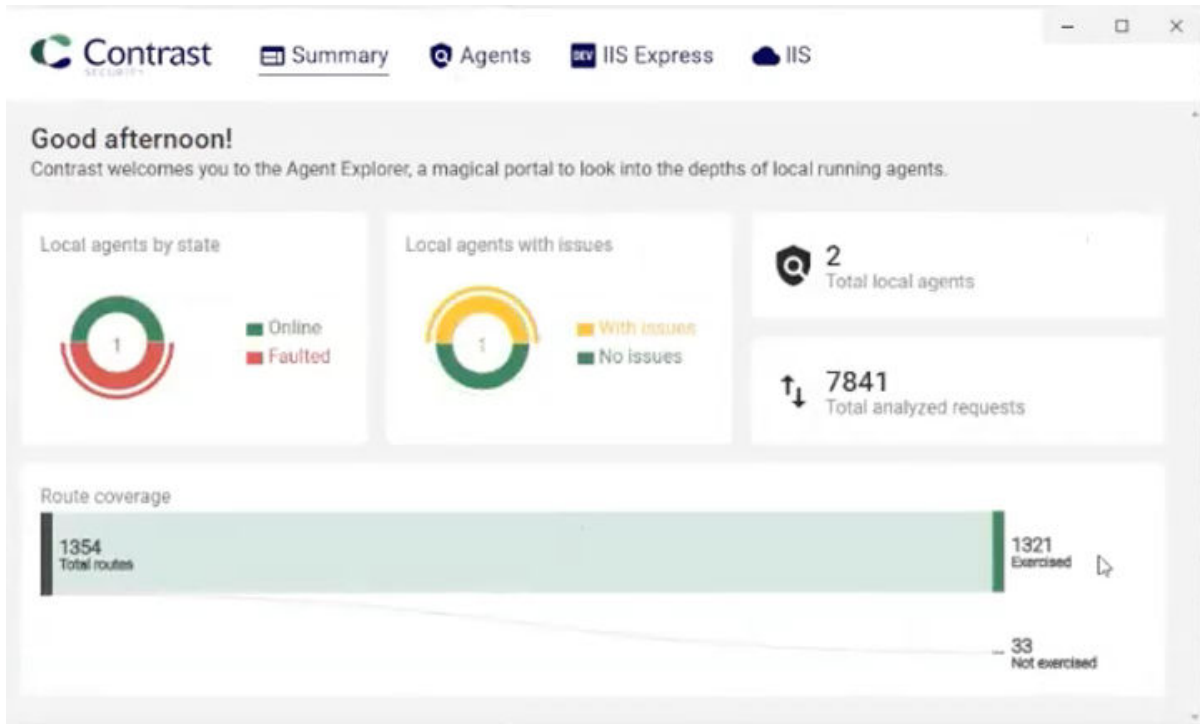 Contrast
SECURITY
Summary
Agents
DEV IIS Express
IIS
Good afternoon!
Contrast welcomes you to the Agent Explorer, a magical portal to look into the depths of local running agents.
Local agents by state
1
Online
Faulted
Local agents with issues
1
With issues
No issues
2
Total local agents
7841
Total analyzed requests
Route coverage
1354
Total routes
1321
Exercised
33
Not exercised